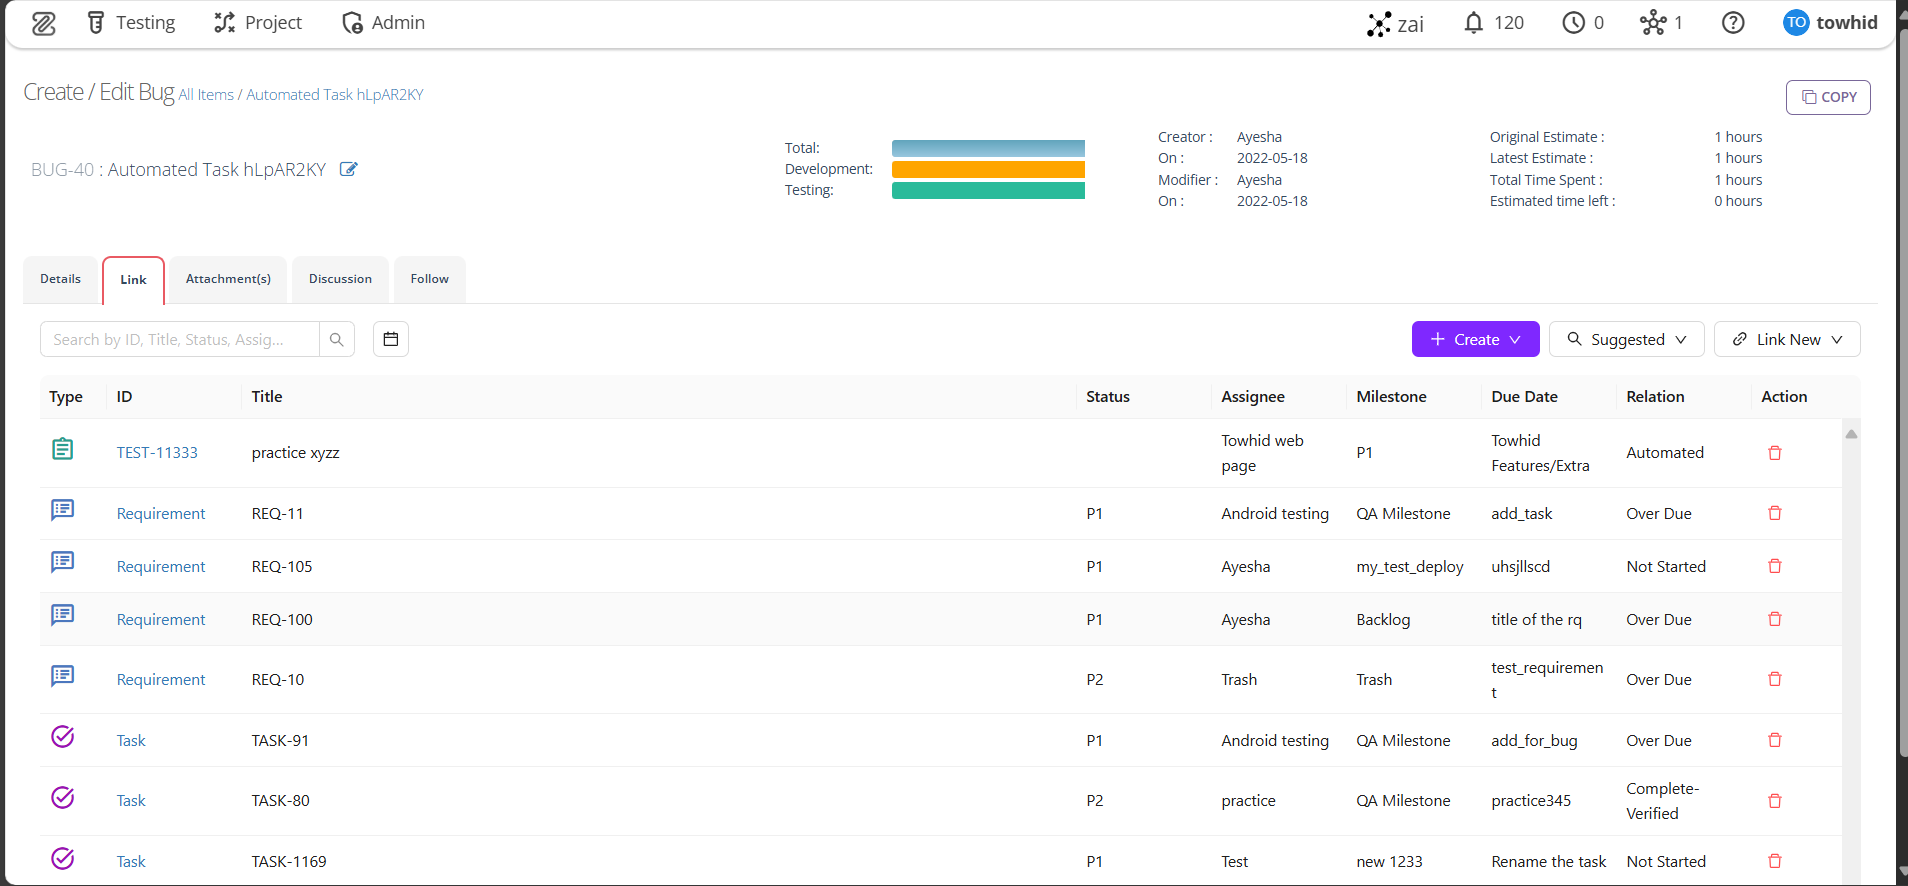 Testing Project Admin zai 120 0 1 TO towhid
Create / Edit Bug All Items / Automated Task hLpAR2KY
COPY
BUG-40 : Automated Task hLpAR2KY
Total:
Development:
Testing:
Creator : Ayesha
On : 2022-05-18
Modifier : Ayesha
On : 2022-05-18
Original Estimate : 1 hours
Latest Estimate : 1 hours
Total Time Spent : 1 hours
Estimated time left : 0 hours
Details Link Attachment(s) Discussion Follow
Search by ID, Title, Status, Assig... Create Suggested Link New
Type ID Title Status Assignee Milestone Due Date Relation Action
TEST-11333 practice xyzz Towhid web page P1 Towhid Features/Extra Automated
Requirement REQ-11 P1 Android testing QA Milestone add_task Over Due
Requirement REQ-105 P1 Ayesha my_test_deploy uhsjllscd Not Started
Requirement REQ-100 P1 Ayesha Backlog title of the rq Over Due
Requirement REQ-10 P2 Trash Trash test_requirement Over Due
Task TASK-91 P1 Android testing QA Milestone add_for_bug Over Due
Task TASK-80 P2 practice QA Milestone practice345 Complete-Verified
Task TASK-1169 P1 Test new 1233 Rename the task Not Started